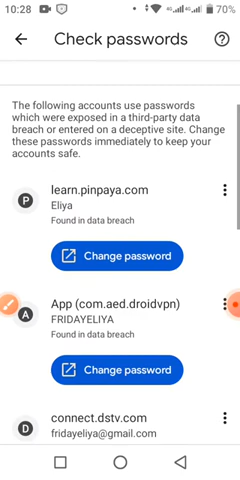 10:28
4G
4G
70%
Check passwords
?
The following accounts use passwords
which were exposed in a third-party data
breach or entered on a deceptive site. Change
these passwords immediately to keep your
accounts safe.
P
learn.pinpaya.com
Eliya
Found in data breach
Change password
A
App (com.aed.droidvpn)
FRIDAYELIYA
Found in data breach
Change password
D
connect.dstv.com
fridayeliya@gmail.com